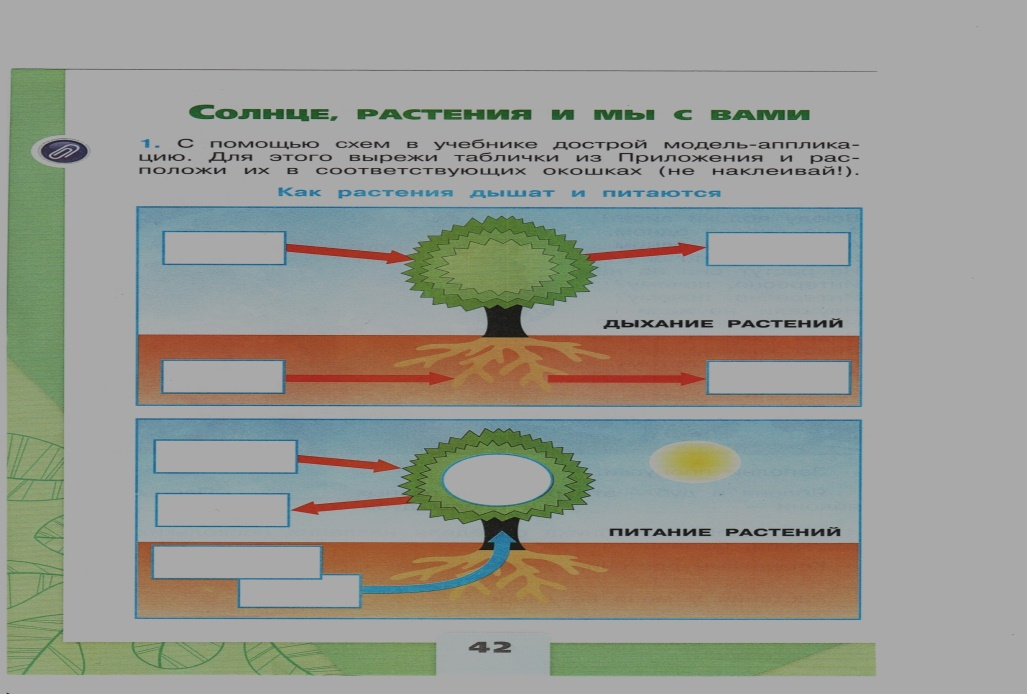 Солнце, растения и мы с вами
1. С помощью схем в учебнике дострой модель-апплика-
цию. Для этого вырежи таблички из Приложения и рас-
положи их в соответствующих окошках (не наклеивай!).
Как растения дышат и питаются
ДЫХАНИЕ РАСТЕНИЙ
ПИТАНИЕ РАСТЕНИЙ
42